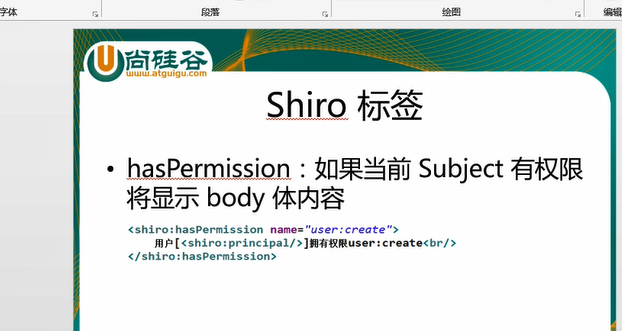 字体
段落
绘图
编辑
尚硅谷
www.atguigu.com
Shiro 标签
• hasPermission：如果当前 Subject 有权限
将显示 body 体内容
<shiro:hasPermission name="user:create">
用户[<shiro:principal/>]拥有权限user:create<br/>
</shiro:hasPermission>